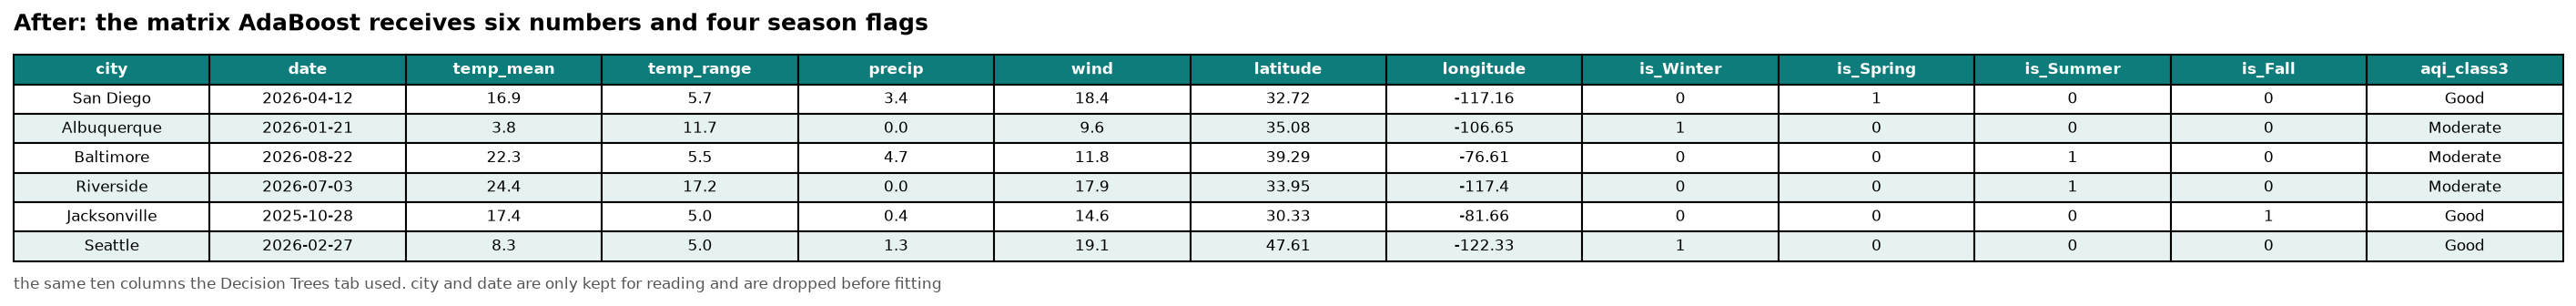 After: the matrix AdaBoost receives six numbers and four season flags
city date temp_mean temp_range precip wind latitude longitude is_Winter is_Spring is_Summer is_Fall aqi_class3
San Diego 2026-04-12 16.9 5.7 3.4 18.4 32.72 -117.16 0 1 0 0 Good
Albuquerque 2026-01-21 3.8 11.7 0.0 9.6 35.08 -106.65 1 0 0 0 Moderate
Baltimore 2026-08-22 22.3 5.5 4.7 11.8 39.29 -76.61 0 0 1 0 Moderate
Riverside 2026-07-03 24.4 17.2 0.0 17.9 33.95 -117.4 0 0 1 0 Moderate
Jacksonville 2025-10-28 17.4 5.0 0.4 14.6 30.33 -81.66 0 0 0 1 Good
Seattle 2026-02-27 8.3 5.0 1.3 19.1 47.61 -122.33 1 0 0 0 Good
the same ten columns the Decision Trees tab used. city and date are only kept for reading and are dropped before fitting